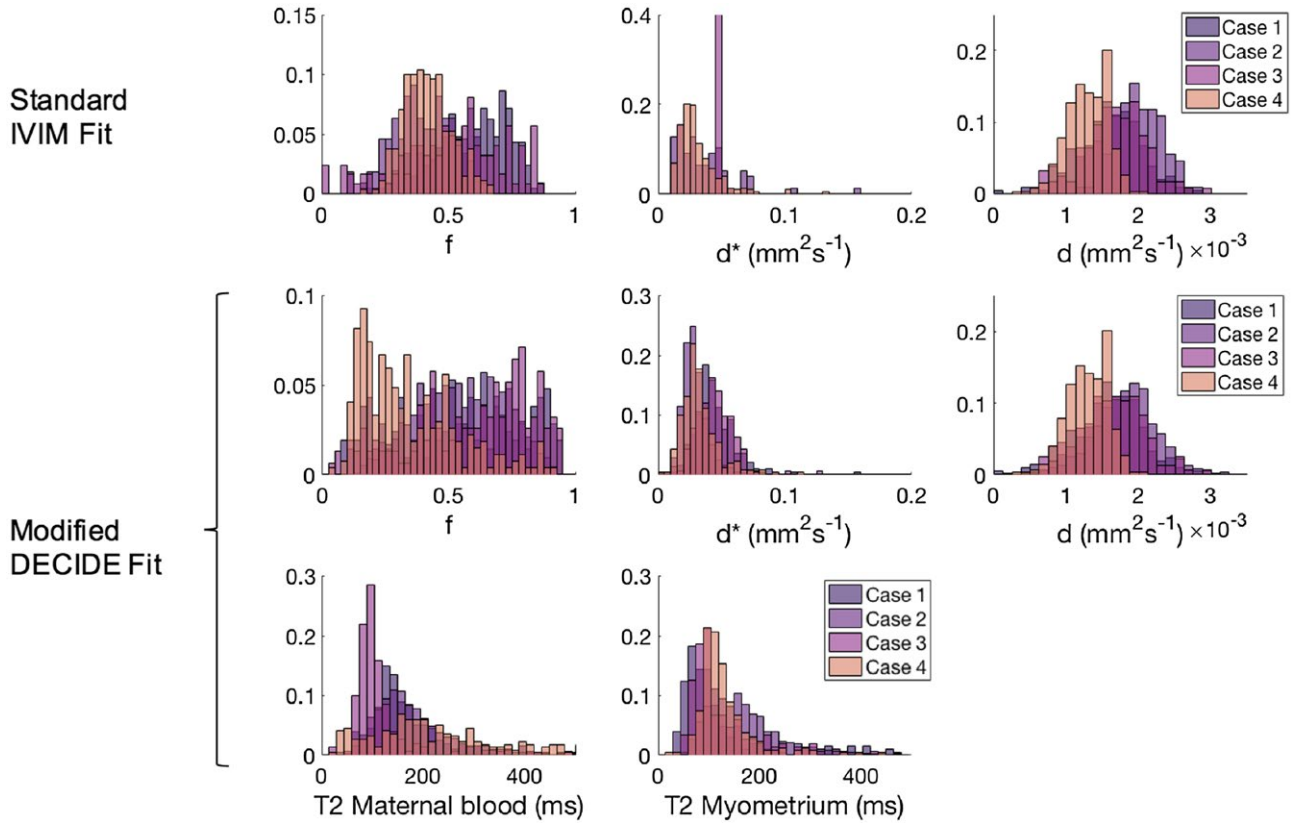 Standard
IVIM Fit
0.15
0.1
0.05
0
0
0.5
1
f
0.4
0.2
0
0
0.1
0.2
d* (mm²s⁻¹)
0.2
0.1
0
0
1
2
3
d (mm²s⁻¹) ×10⁻³
Case 1
Case 2
Case 3
Case 4
Modified
DECIDE Fit
0.1
0.05
0
0
0.5
1
f
0.3
0.2
0.1
0
0
0.1
0.2
d* (mm²s⁻¹)
0.2
0.1
0
0
1
2
3
d (mm²s⁻¹) ×10⁻³
Case 1
Case 2
Case 3
Case 4
0.3
0.2
0.1
0
0
200
400
T2 Maternal blood (ms)
0.3
0.2
0.1
0
0
200
400
T2 Myometrium (ms)
Case 1
Case 2
Case 3
Case 4